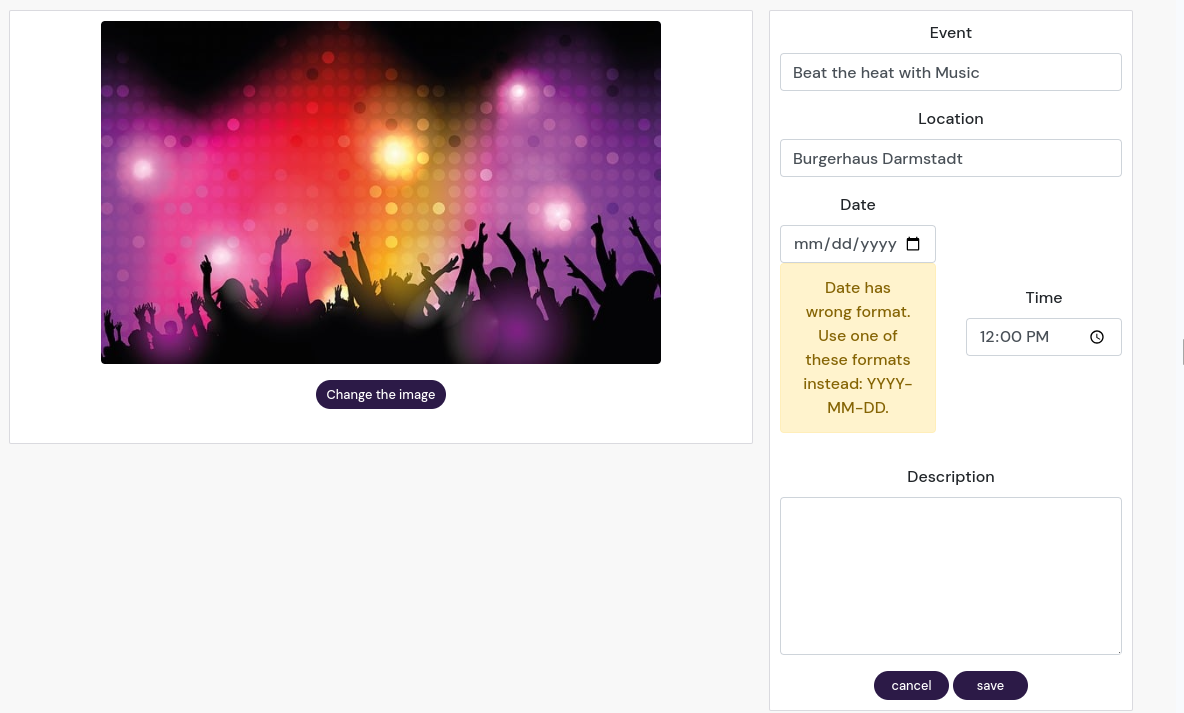 Event
Beat the heat with Music
Location
Burgerhaus Darmstadt
Date
mm/dd/yyyy
Date has
wrong format.
Use one of
these formats
instead: YYYY-
MM-DD.
Time
12:00 PM
Description
Change the image
cancel
save